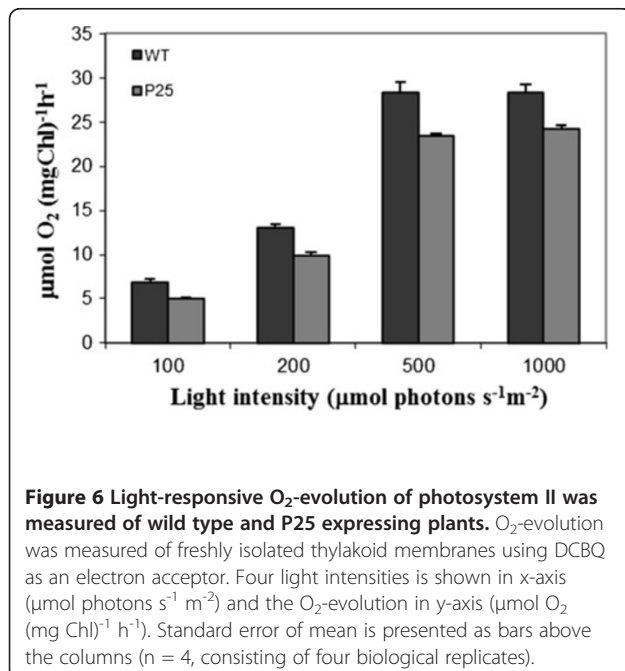 35
30
25
20
15
10
5
0
WT
P25
µmol O₂ (mgChl)⁻¹h⁻¹
100 200 500 1000
Light intensity (µmol photons s⁻¹m⁻²)
Figure 6 Light-responsive O₂-evolution of photosystem II was
measured of wild type and P25 expressing plants. O₂-evolution
was measured of freshly isolated thylakoid membranes using DCBQ
as an electron acceptor. Four light intensities is shown in x-axis
(µmol photons s⁻¹ m⁻²) and the O₂-evolution in y-axis (µmol O₂
(mg Chl)⁻¹ h⁻¹). Standard error of mean is presented as bars above
the columns (n = 4, consisting of four biological replicates).